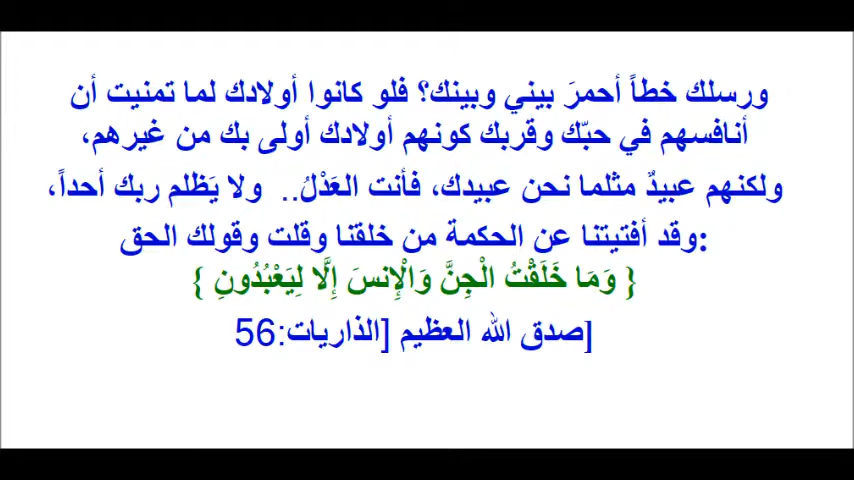 ورسلك خطاً أحمرَ بيني وبينك؟ فلو كانوا أولادك لما تمنيت أن
أنافسهم في حبّك وقربك كونهم أولادك أولى بك من غيرهم،
ولكنهم عبيدٌ مثلما نحن عبيدك، فأنت العَدْلُ.. ولا يَظلم ربك أحداً،
:وقد أفتيتنا عن الحكمة من خلقنا وقلت وقولك الحق
{ وَمَا خَلَقْتُ الْجِنَّ وَالْإِنسَ إِلَّا لِيَعْبُدُونِ }
[صدق الله العظيم [الذاريات:56